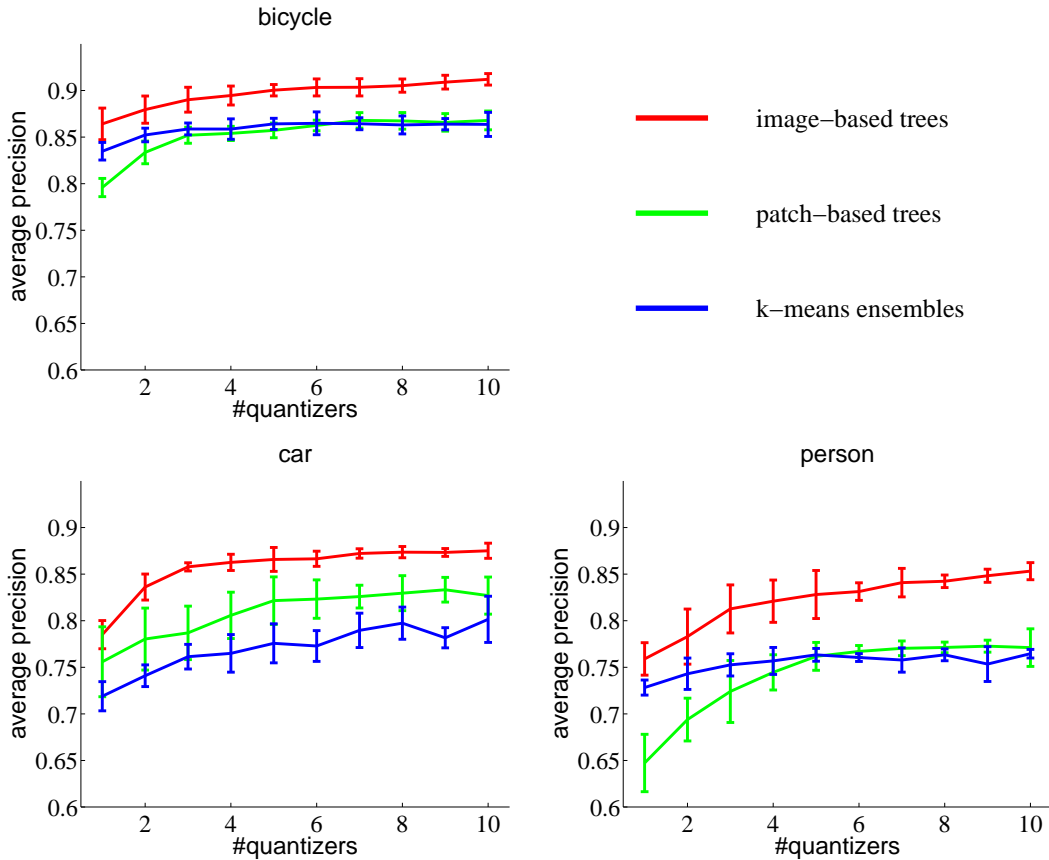 bicycle
average precision
0.9
0.85
0.8
0.75
0.7
0.65
0.6
2 4 6 8 10
#quantizers
image−based trees
patch−based trees
k−means ensembles
car
average precision
0.9
0.85
0.8
0.75
0.7
0.65
0.6
2 4 6 8 10
#quantizers
person
average precision
0.9
0.85
0.8
0.75
0.7
0.65
0.6
2 4 6 8 10
#quantizers